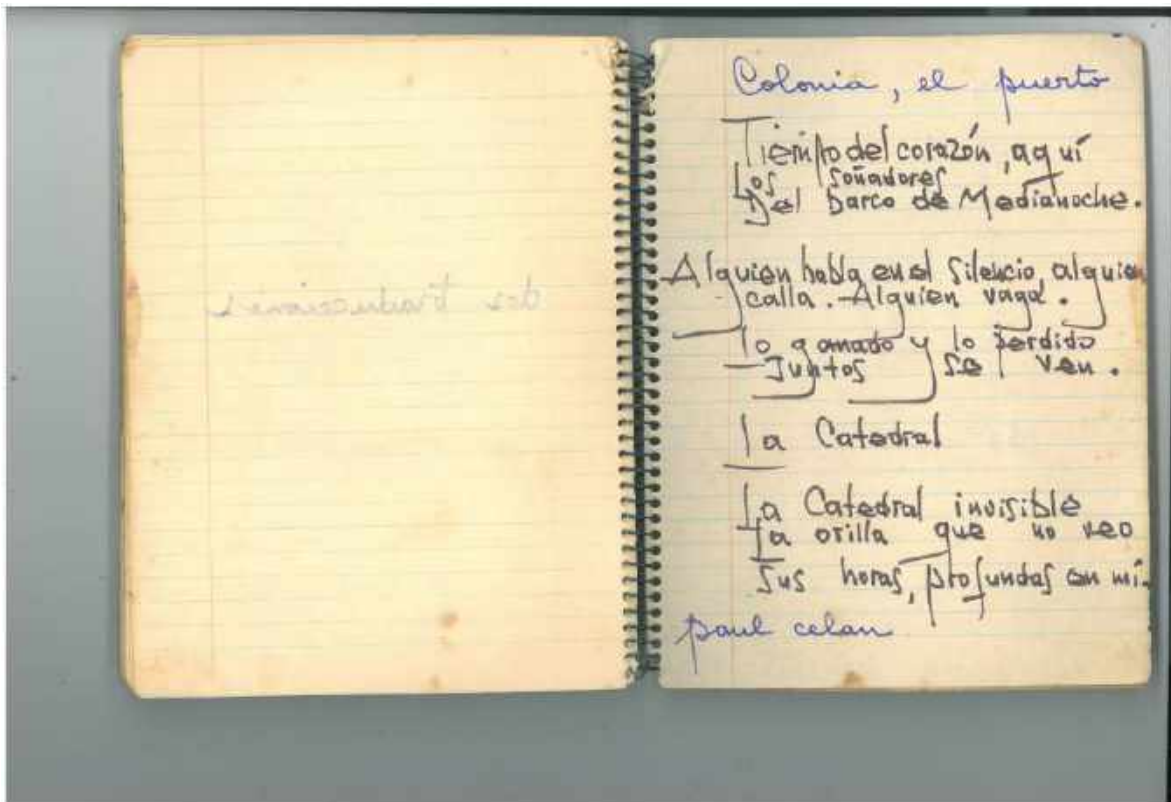 dos traducciones
Colonia, el puerto
Tiempo del corazón, aquí
Los soñadores
Del barco de Medianoche.
Alguien habla en el Silencio, alguien
calla. Alguien vaga.
lo ganado y lo perdido
Juntos se ven.
la Catedral
La Catedral invisible
la orilla que no veo
Sus horas, profundas en mí.
paul celan